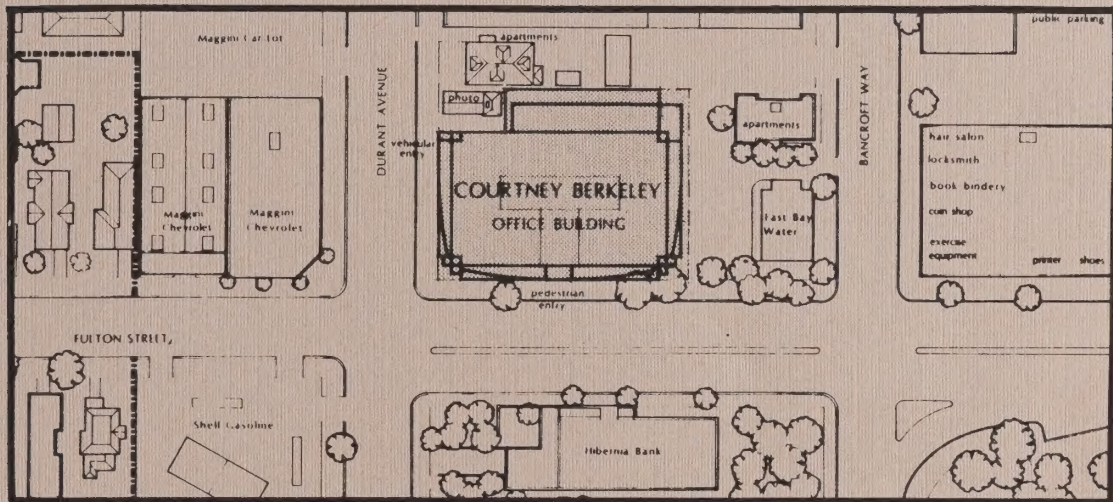 Maggini Car Lot
Maggini
Chevrolet
Maggini
Chevrolet
DURANT AVENUE
apartments
photo
vehicular
entry
COURTNEY BERKELEY
OFFICE BUILDING
pedestrian
entry
apartments
East Bay
Water
BANCROFT WAY
public parking
hair salon
locksmith
book bindery
coin shop
exercise
equipment
printer shoes
FULTON STREET
Shell Gasoline
Hibernia Bank